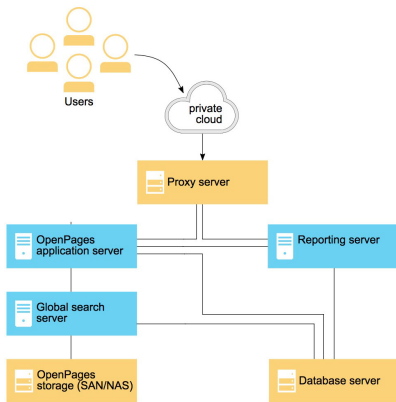 Users
private
cloud
Proxy server
OpenPages
application server
Reporting server
Global search
server
OpenPages
storage (SAN/NAS)
Database server